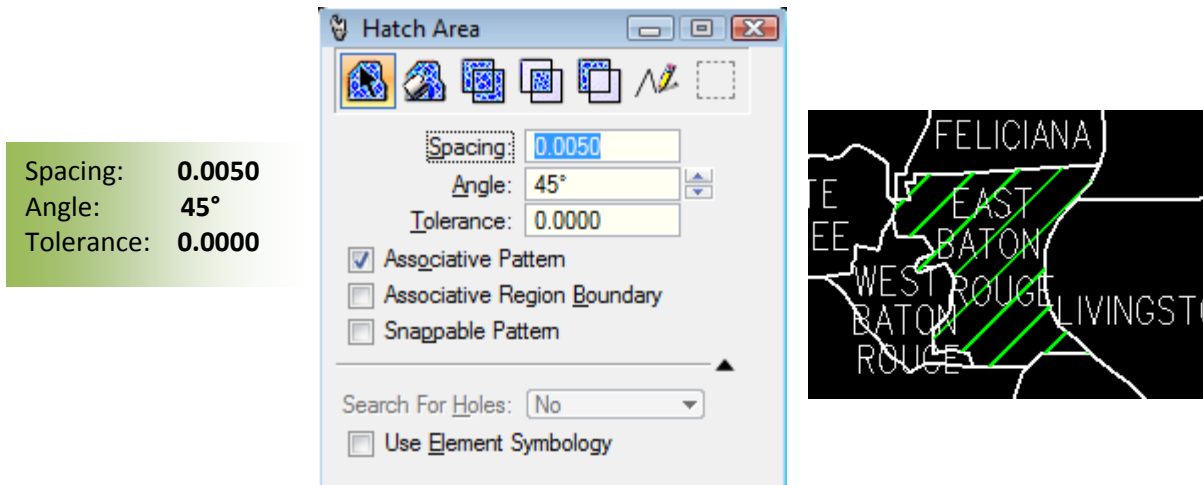 Spacing: 0.0050
Angle: 45°
Tolerance: 0.0000
Hatch Area
Spacing: 0.0050
Angle: 45°
Tolerance: 0.0000
Associative Pattern
Associative Region Boundary
Snappable Pattern
Search For Holes: No
Use Element Symbology
FELICIANA
TE
EE
EAST
BATON
ROUGE
WEST
BATON
ROUGE
LIVINGST